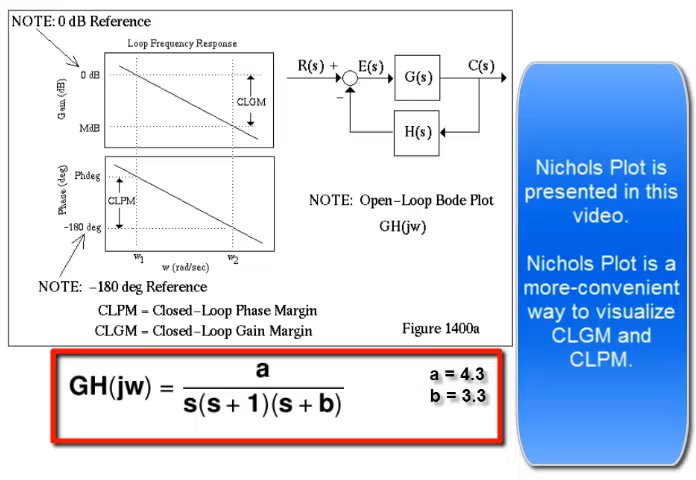 NOTE: 0 dB Reference
Loop Frequency Response
0 dB
Gain (dB)
CLGM
MdB
Phdeg
Phase (deg)
CLPM
-180 deg
w1
w2
w (rad/sec)
NOTE: -180 deg Reference
R(s) +
E(s)
G(s)
C(s)
-
H(s)
NOTE: Open-Loop Bode Plot
GH(jw)
CLPM = Closed-Loop Phase Margin
CLGM = Closed-Loop Gain Margin
Figure 1400a
GH(jw) = a / s(s + 1)(s + b)
a = 4.3
b = 3.3
Nichols Plot is
presented in this
video.
Nichols Plot is a
more-convenient
way to visualize
CLGM and
CLPM.